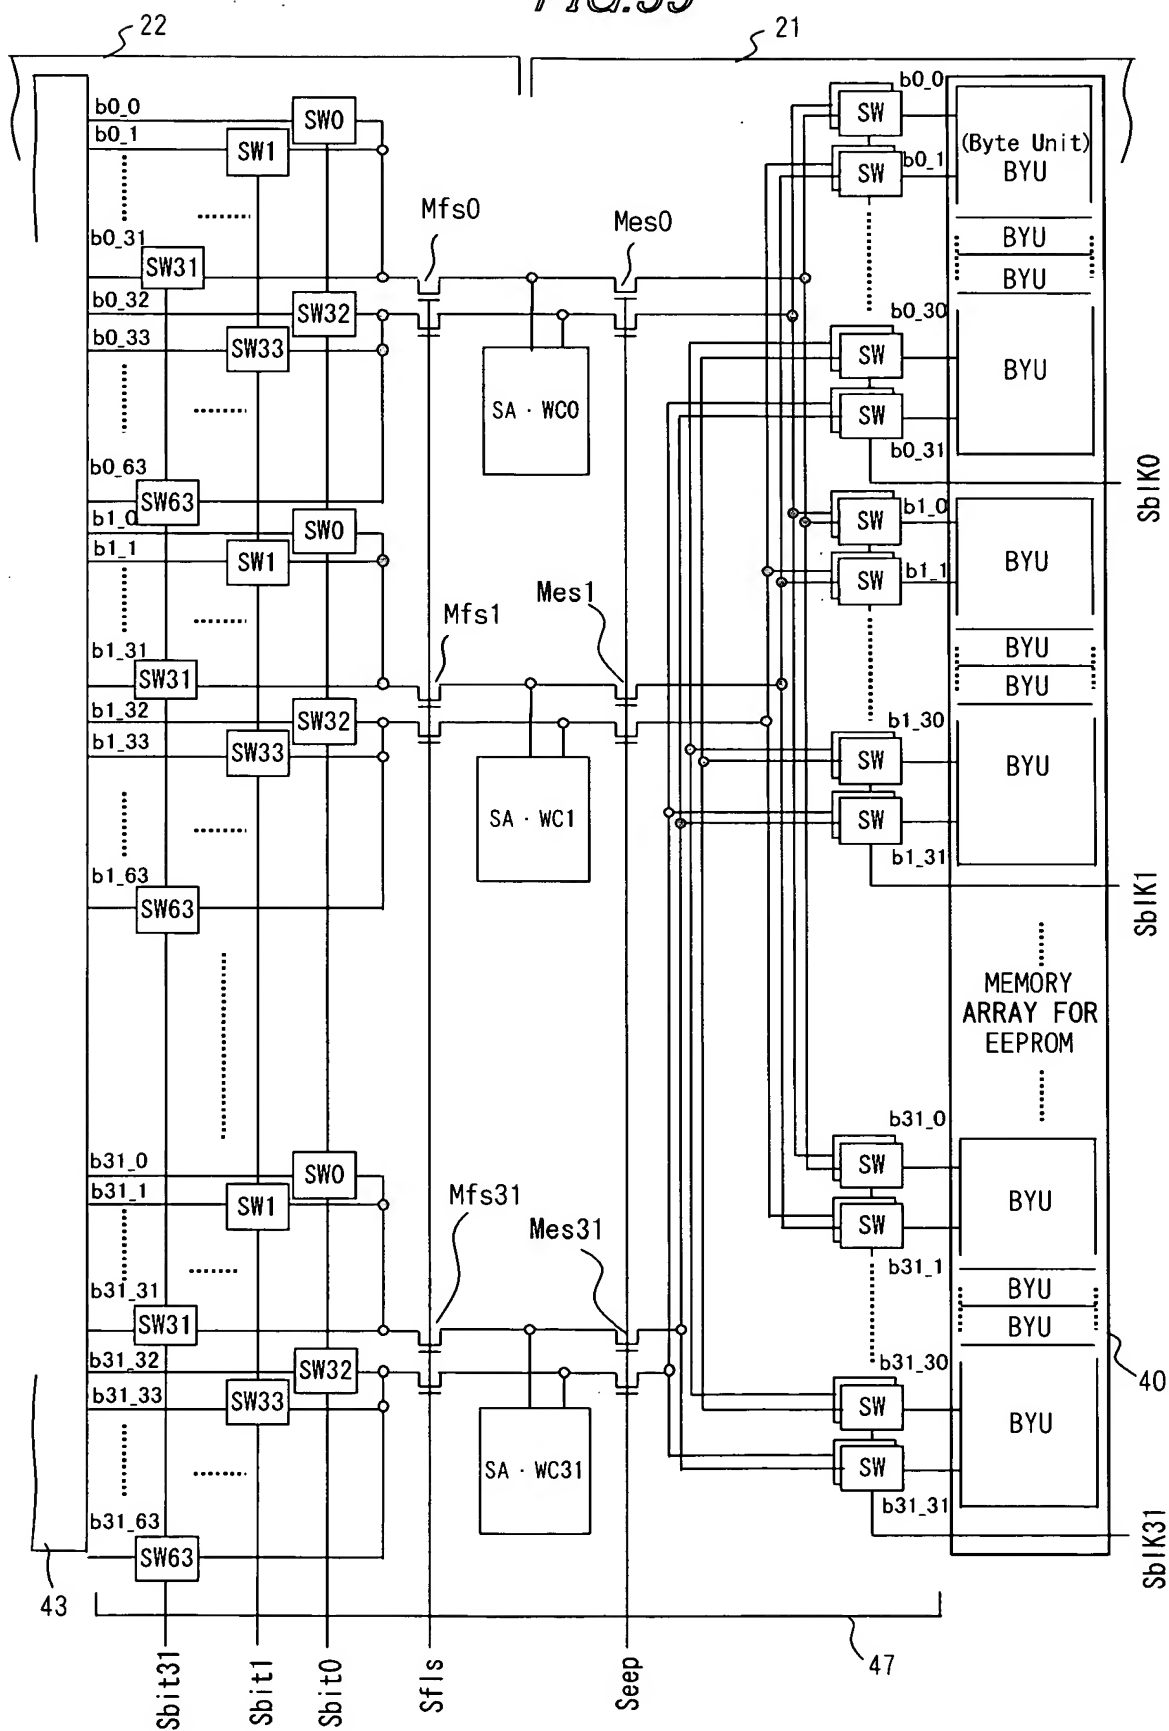 22
21
b0_0
b0_1
SW0
SW1
b0_31
SW31
b0_32
SW32
b0_33
SW33
b0_63
SW63
Mfs0
Mes0
SA · WC0
b0_0
SW
SW
b0_1
(Byte Unit)
BYU
BYU
BYU
b0_30
SW
BYU
SW
b0_31
SblK0
b1_0
SW0
b1_1
SW1
b1_31
SW31
b1_32
SW32
b1_33
SW33
b1_63
SW63
Mfs1
Mes1
SA · WC1
SW
b1_0
SW
b1_1
BYU
BYU
BYU
b1_30
SW
BYU
SW
b1_31
SblK1
MEMORY
ARRAY FOR
EEPROM
b31_0
SW0
b31_1
SW1
b31_31
SW31
b31_32
SW32
b31_33
SW33
b31_63
SW63
Mfs31
Mes31
SA · WC31
b31_0
SW
SW
b31_1
BYU
BYU
BYU
b31_30
SW
BYU
SW
b31_31
SblK31
40
43
47
Sbit31
Sbit1
Sbit0
Sfls
Seep